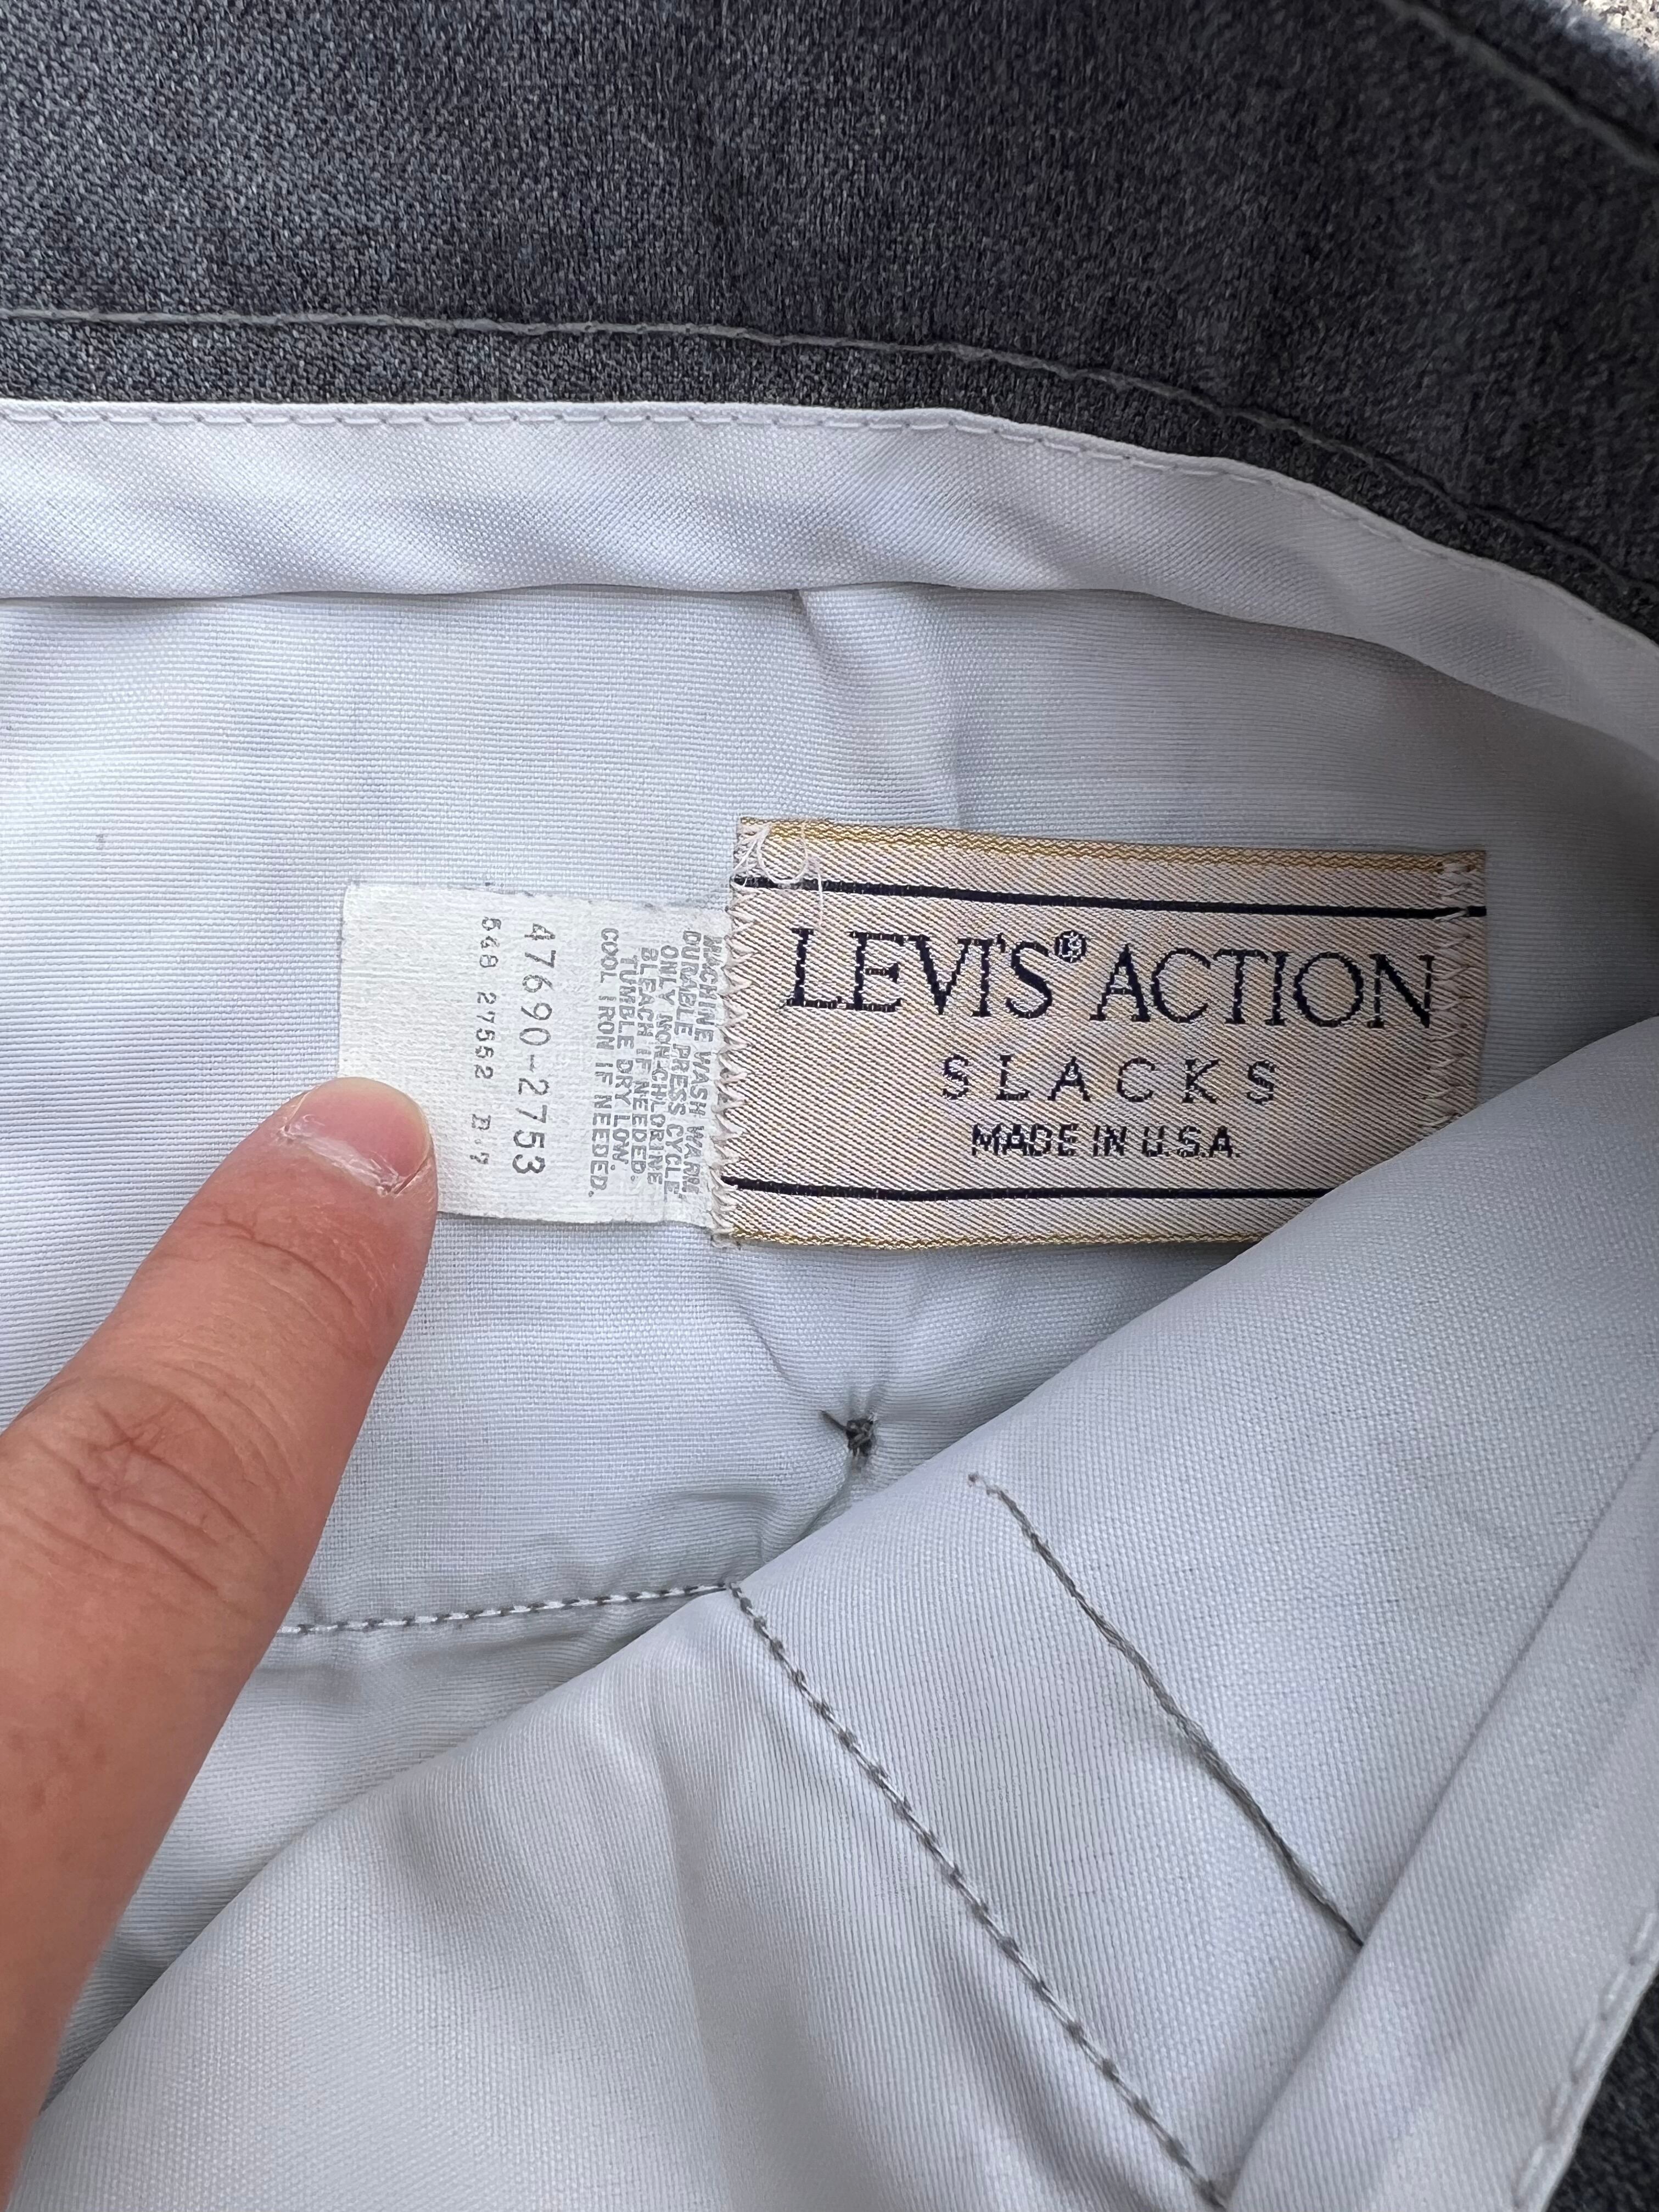 LEVI'S® ACTION
SLACKS
MADE IN U.S.A.
MACHINE WASH WARM
DURABLE PRESS CYCLE.
ONLY NON-CHLORINE
BLEACH IF NEEDED.
TUMBLE DRY LOW.
COOL IRON IF NEEDED.
47690-2753
27552